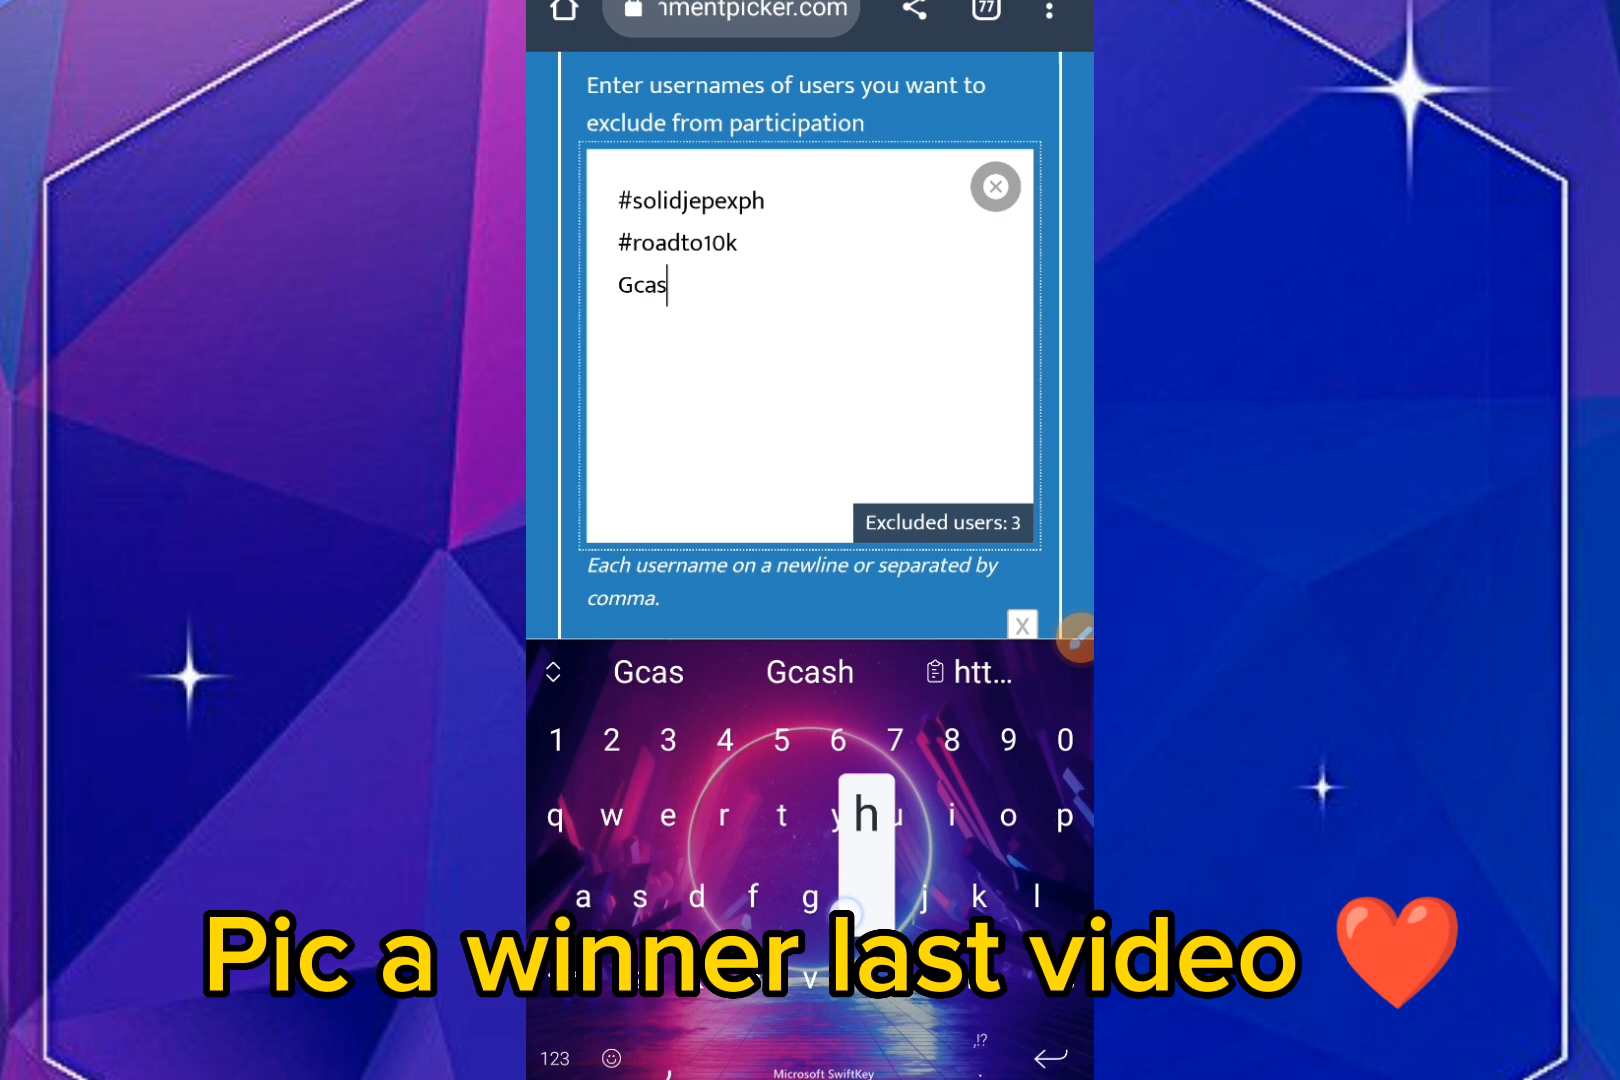 nmentpicker.com
77
Enter usernames of users you want to
exclude from participation
#solidjepexph
#roadto10k
Gcas
Excluded users: 3
Each username on a newline or separated by
comma.
X
Gcas Gcash htt...
1 2 3 4 5 6 7 8 9 0
q w e r t y h u i o p
a s d f g j k l
Pic a winner last video ❤️
v
123 ,!?
Microsoft SwiftKey